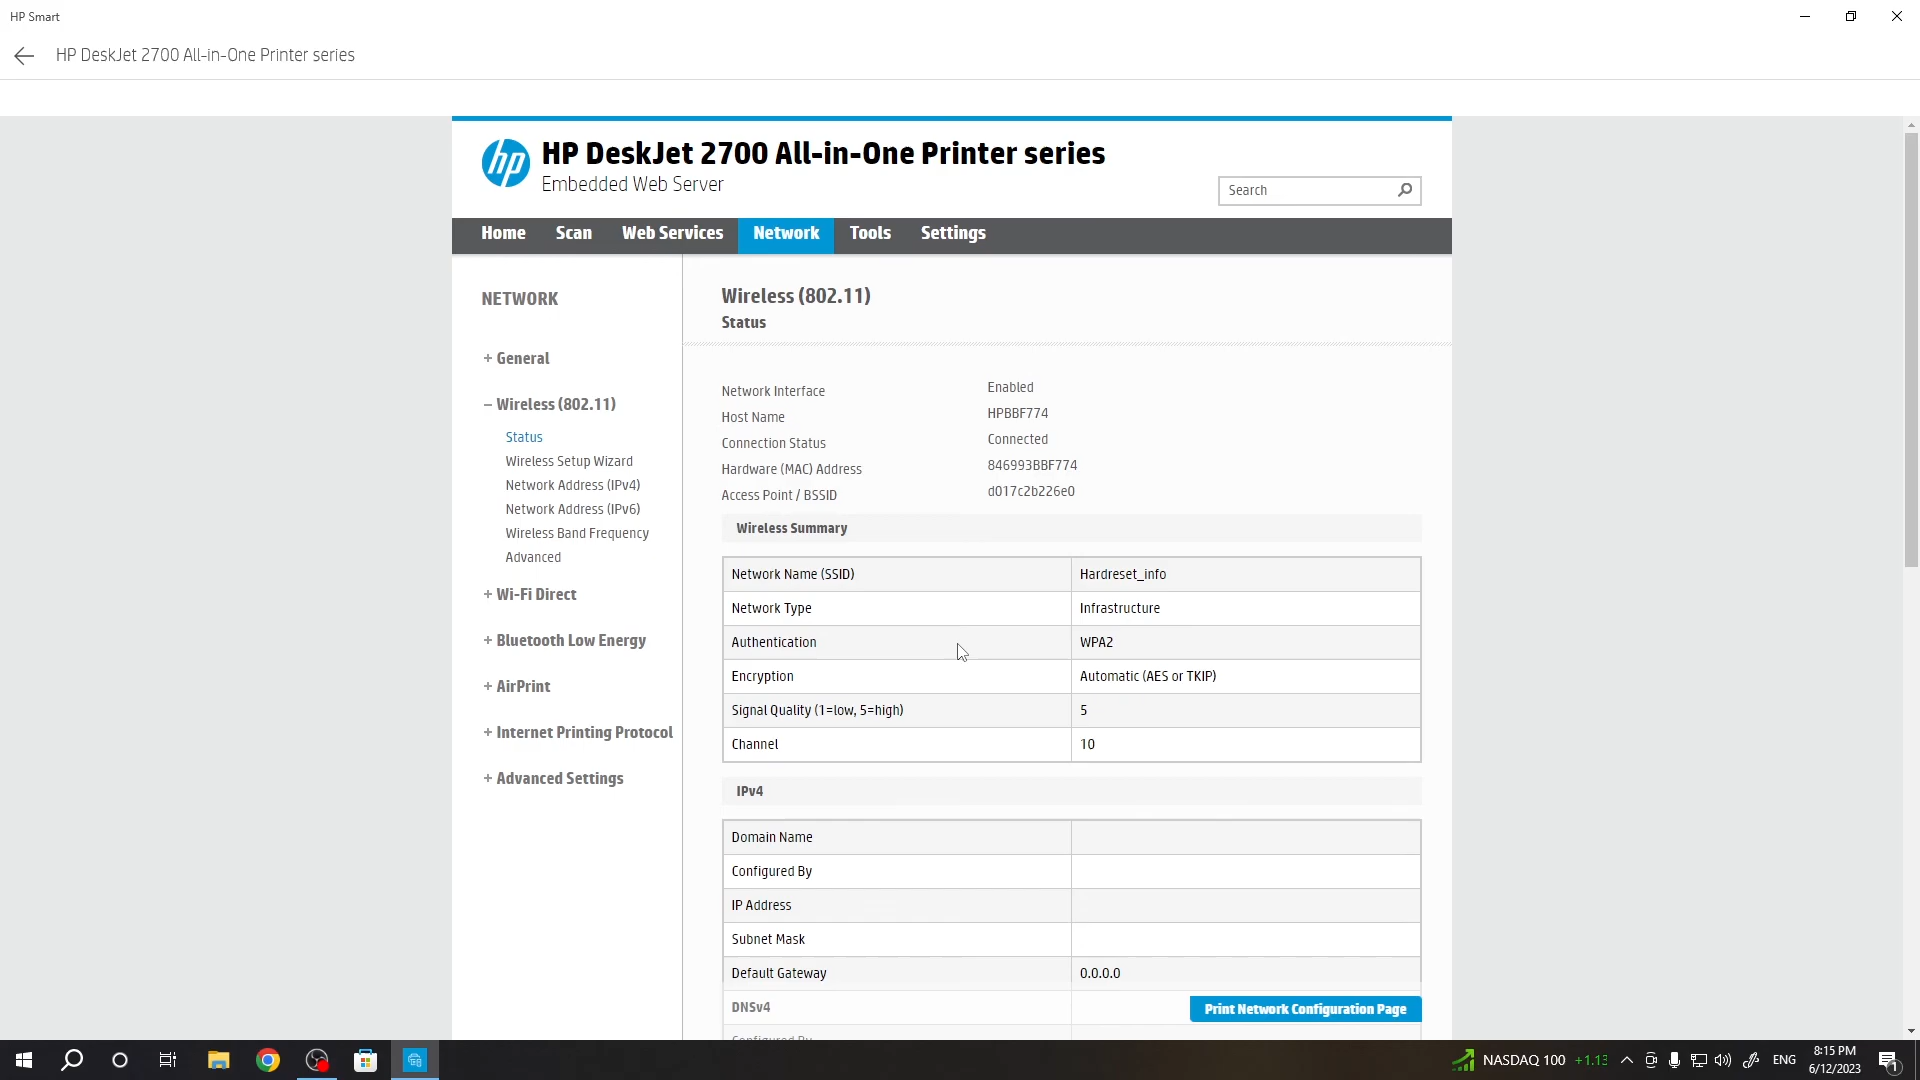 HP Smart
HP DeskJet 2700 All-in-One Printer series
hp
HP DeskJet 2700 All-in-One Printer series
Embedded Web Server
Search
Home Scan Web Services Network Tools Settings
NETWORK
+ General
– Wireless (802.11)
Status
Wireless Setup Wizard
Network Address (IPv4)
Network Address (IPv6)
Wireless Band Frequency
Advanced
+ Wi-Fi Direct
+ Bluetooth Low Energy
+ AirPrint
+ Internet Printing Protocol
+ Advanced Settings
Wireless (802.11)
Status
Network Interface Enabled
Host Name HPBBF774
Connection Status Connected
Hardware (MAC) Address 846993BBF774
Access Point / BSSID d017c2b226e0
Wireless Summary
Network Name (SSID) Hardreset_info
Network Type Infrastructure
Authentication WPA2
Encryption Automatic (AES or TKIP)
Signal Quality (1=low, 5=high) 5
Channel 10
IPv4
Domain Name
Configured By
IP Address
Subnet Mask
Default Gateway 0.0.0.0
DNSv4
Print Network Configuration Page
Configured By
NASDAQ 100 +1.13
ENG
8:15 PM
6/12/2023
1